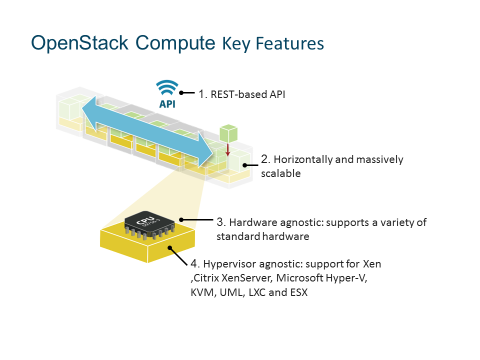 OpenStack Compute Key Features
API
1. REST-based API
2. Horizontally and massively
scalable
CPU
3. Hardware agnostic: supports a variety of
standard hardware
4. Hypervisor agnostic: support for Xen
,Citrix XenServer, Microsoft Hyper-V,
KVM, UML, LXC and ESX